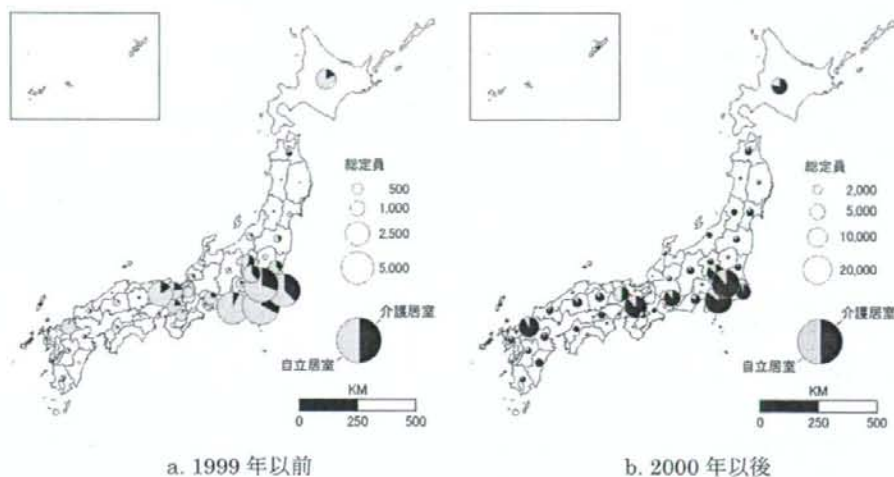 総定員
500
1,000
2,500
5,000
介護居室
自立居室
KM
0 250 500
a. 1999 年以前
総定員
2,000
5,000
10,000
20,000
介護居室
自立居室
KM
0 250 500
b. 2000 年以後